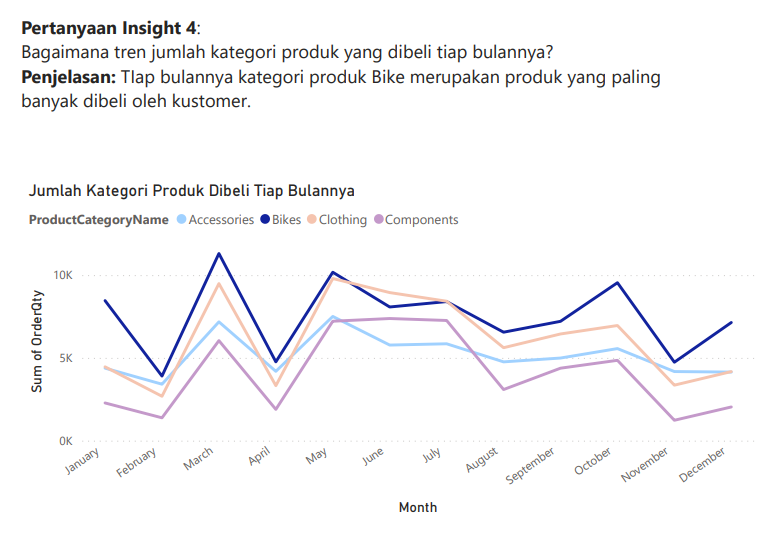 Pertanyaan Insight 4:
Bagaimana tren jumlah kategori produk yang dibeli tiap bulannya?
Penjelasan: TIap bulannya kategori produk Bike merupakan produk yang paling
banyak dibeli oleh kustomer.
Jumlah Kategori Produk Dibeli Tiap Bulannya
ProductCategoryName Accessories Bikes Clothing Components
Sum of OrderQty
10K
5K
0K
January February March April May June July August September October November December
Month